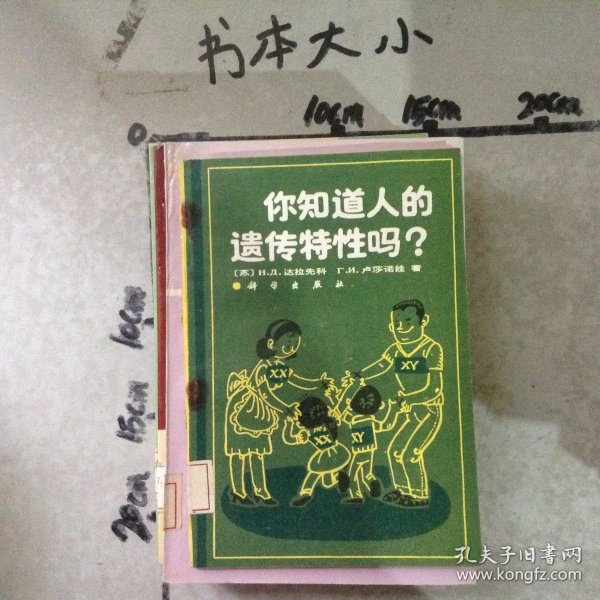 书本大小
10cm 15cm 20cm
0
你知道人的
遗传特性吗?
〔苏〕Н.Д.达拉先科 Г.И.卢莎诺娃 著
科学出版社
XX XY
XX XY
10cm
15cm
20cm
孔夫子旧书网
www.kongfz.com